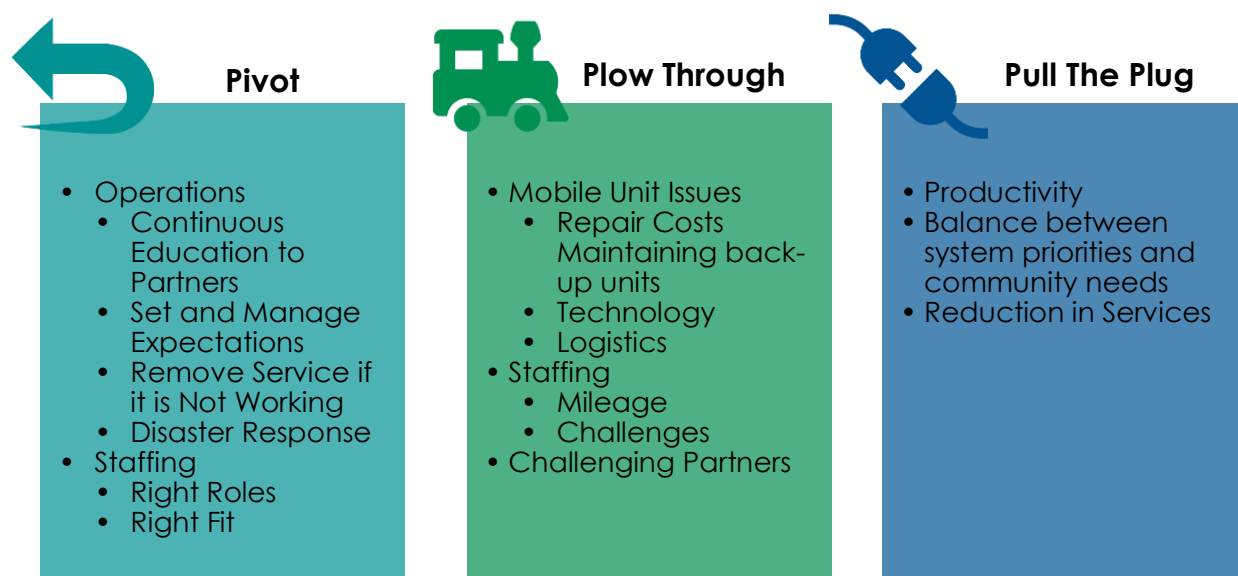 Pivot
• Operations
• Continuous
Education to
Partners
• Set and Manage
Expectations
• Remove Service if
it is Not Working
• Disaster Response
• Staffing
• Right Roles
• Right Fit
Plow Through
• Mobile Unit Issues
• Repair Costs
Maintaining back-
up units
• Technology
• Logistics
• Staffing
• Mileage
• Challenges
• Challenging Partners
Pull The Plug
• Productivity
• Balance between
system priorities and
community needs
• Reduction in Services